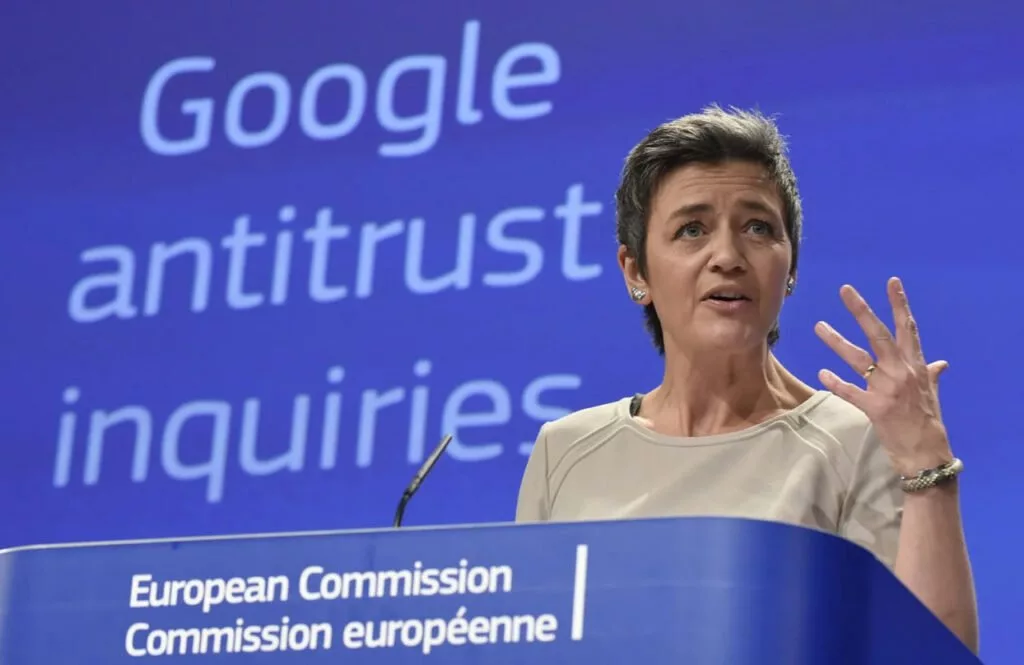 Google
antitrust
inquiries
European Commission
Commission européenne